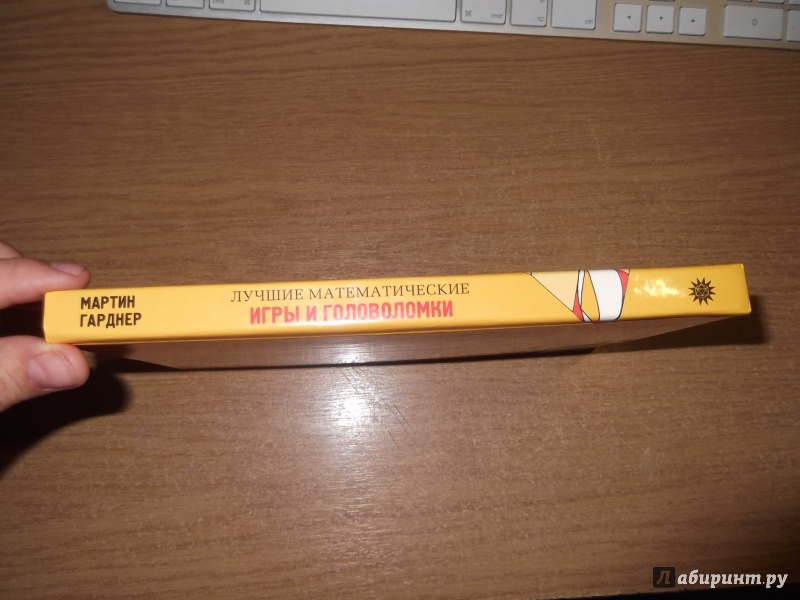 МАРТИН
ГАРДНЕР
ЛУЧШИЕ МАТЕМАТИЧЕСКИЕ
ИГРЫ И ГОЛОВОЛОМКИ
Лабиринт.ру